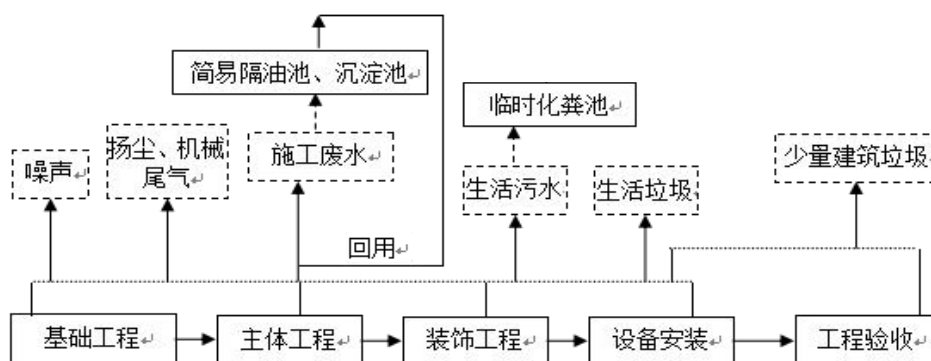 简易隔油池、沉淀池
临时化粪池
噪声
扬尘、机械
尾气
施工废水
生活污水
生活垃圾
少量建筑垃圾
回用
基础工程
主体工程
装饰工程
设备安装
工程验收